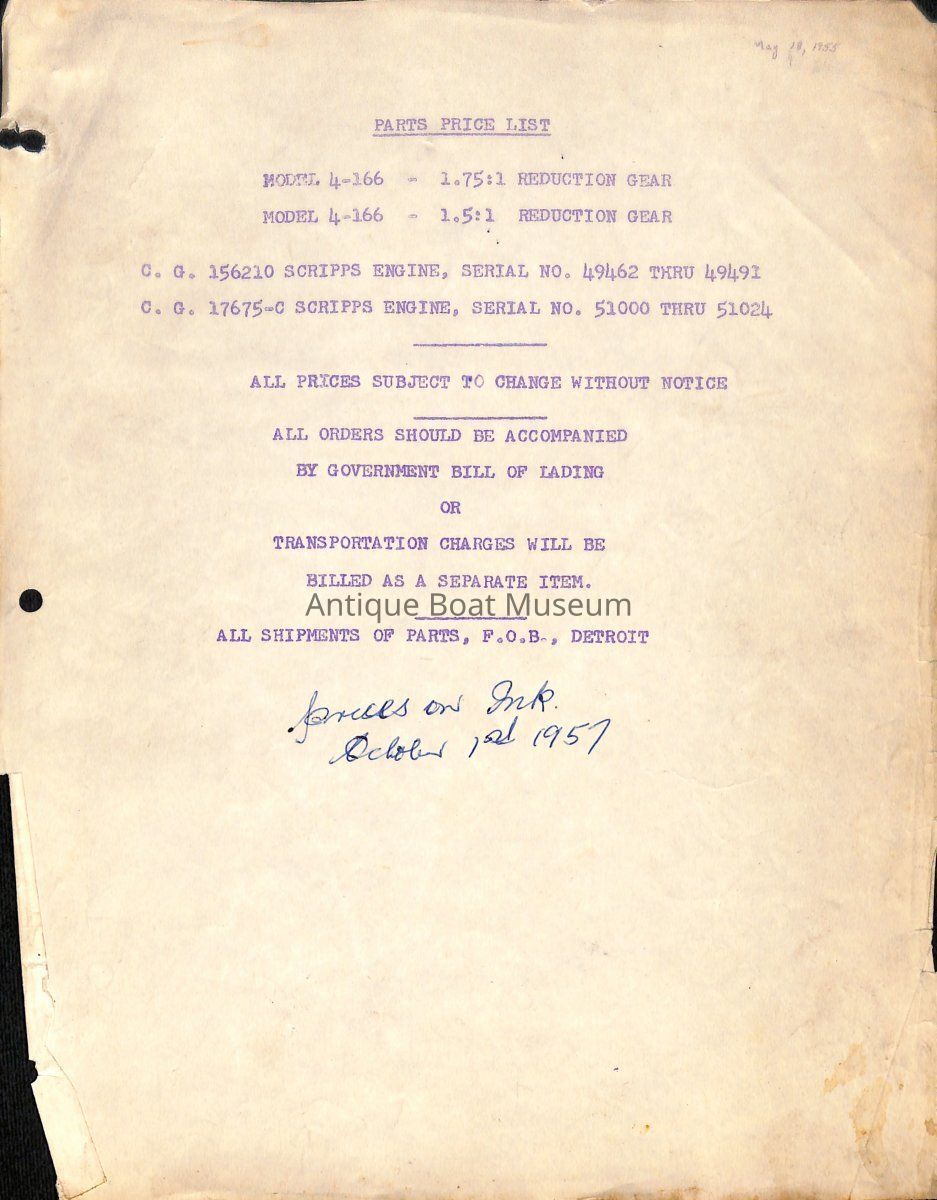 May 18, 1955
PARTS PRICE LIST
MODEL 4-166 - 1.75:1 REDUCTION GEAR
MODEL 4-166 - 1.5:1 REDUCTION GEAR
C. G. 156210 SCRIPPS ENGINE, SERIAL NO. 49462 THRU 49491
C. G. 17675-C SCRIPPS ENGINE, SERIAL NO. 51000 THRU 51024
ALL PRICES SUBJECT TO CHANGE WITHOUT NOTICE
ALL ORDERS SHOULD BE ACCOMPANIED
BY GOVERNMENT BILL OF LADING
OR
TRANSPORTATION CHARGES WILL BE
BILLED AS A SEPARATE ITEM.
Antique Boat Museum
ALL SHIPMENTS OF PARTS, F.O.B., DETROIT
prices on Ink.
October 1957